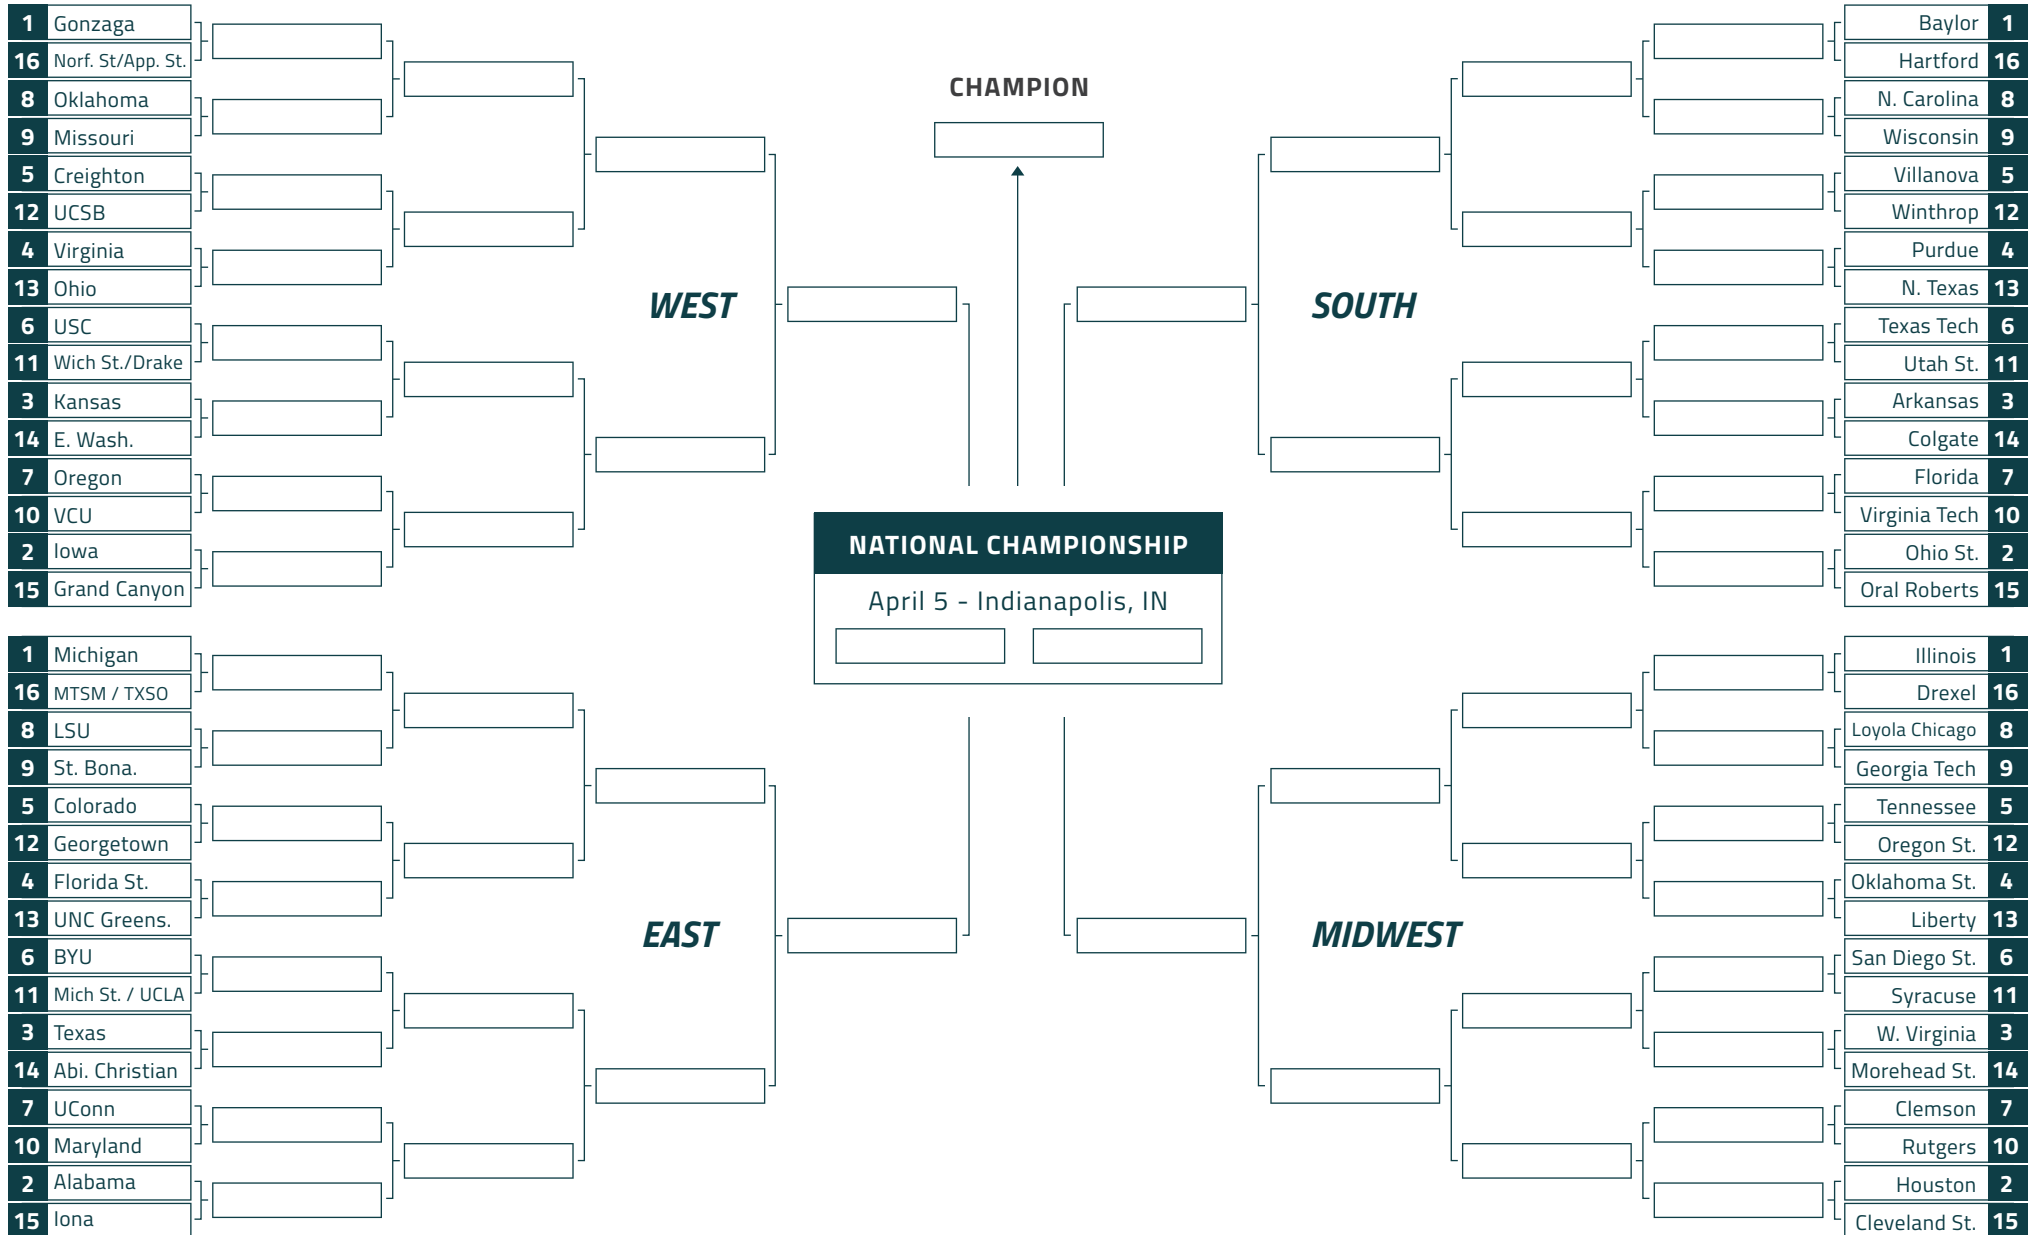 1 Gonzaga
16 Norf. St/App. St.
8 Oklahoma
9 Missouri
5 Creighton
12 UCSB
4 Virginia
13 Ohio
6 USC
11 Wich St./Drake
3 Kansas
14 E. Wash.
7 Oregon
10 VCU
2 Iowa
15 Grand Canyon
WEST
1 Michigan
16 MTSM / TXSO
8 LSU
9 St. Bona.
5 Colorado
12 Georgetown
4 Florida St.
13 UNC Greens.
6 BYU
11 Mich St. / UCLA
3 Texas
14 Abi. Christian
7 UConn
10 Maryland
2 Alabama
15 Iona
EAST
CHAMPION
NATIONAL CHAMPIONSHIP
April 5 - Indianapolis, IN
Baylor 1
Hartford 16
N. Carolina 8
Wisconsin 9
Villanova 5
Winthrop 12
Purdue 4
N. Texas 13
Texas Tech 6
Utah St. 11
Arkansas 3
Colgate 14
Florida 7
Virginia Tech 10
Ohio St. 2
Oral Roberts 15
SOUTH
Illinois 1
Drexel 16
Loyola Chicago 8
Georgia Tech 9
Tennessee 5
Oregon St. 12
Oklahoma St. 4
Liberty 13
San Diego St. 6
Syracuse 11
W. Virginia 3
Morehead St. 14
Clemson 7
Rutgers 10
Houston 2
Cleveland St. 15
MIDWEST